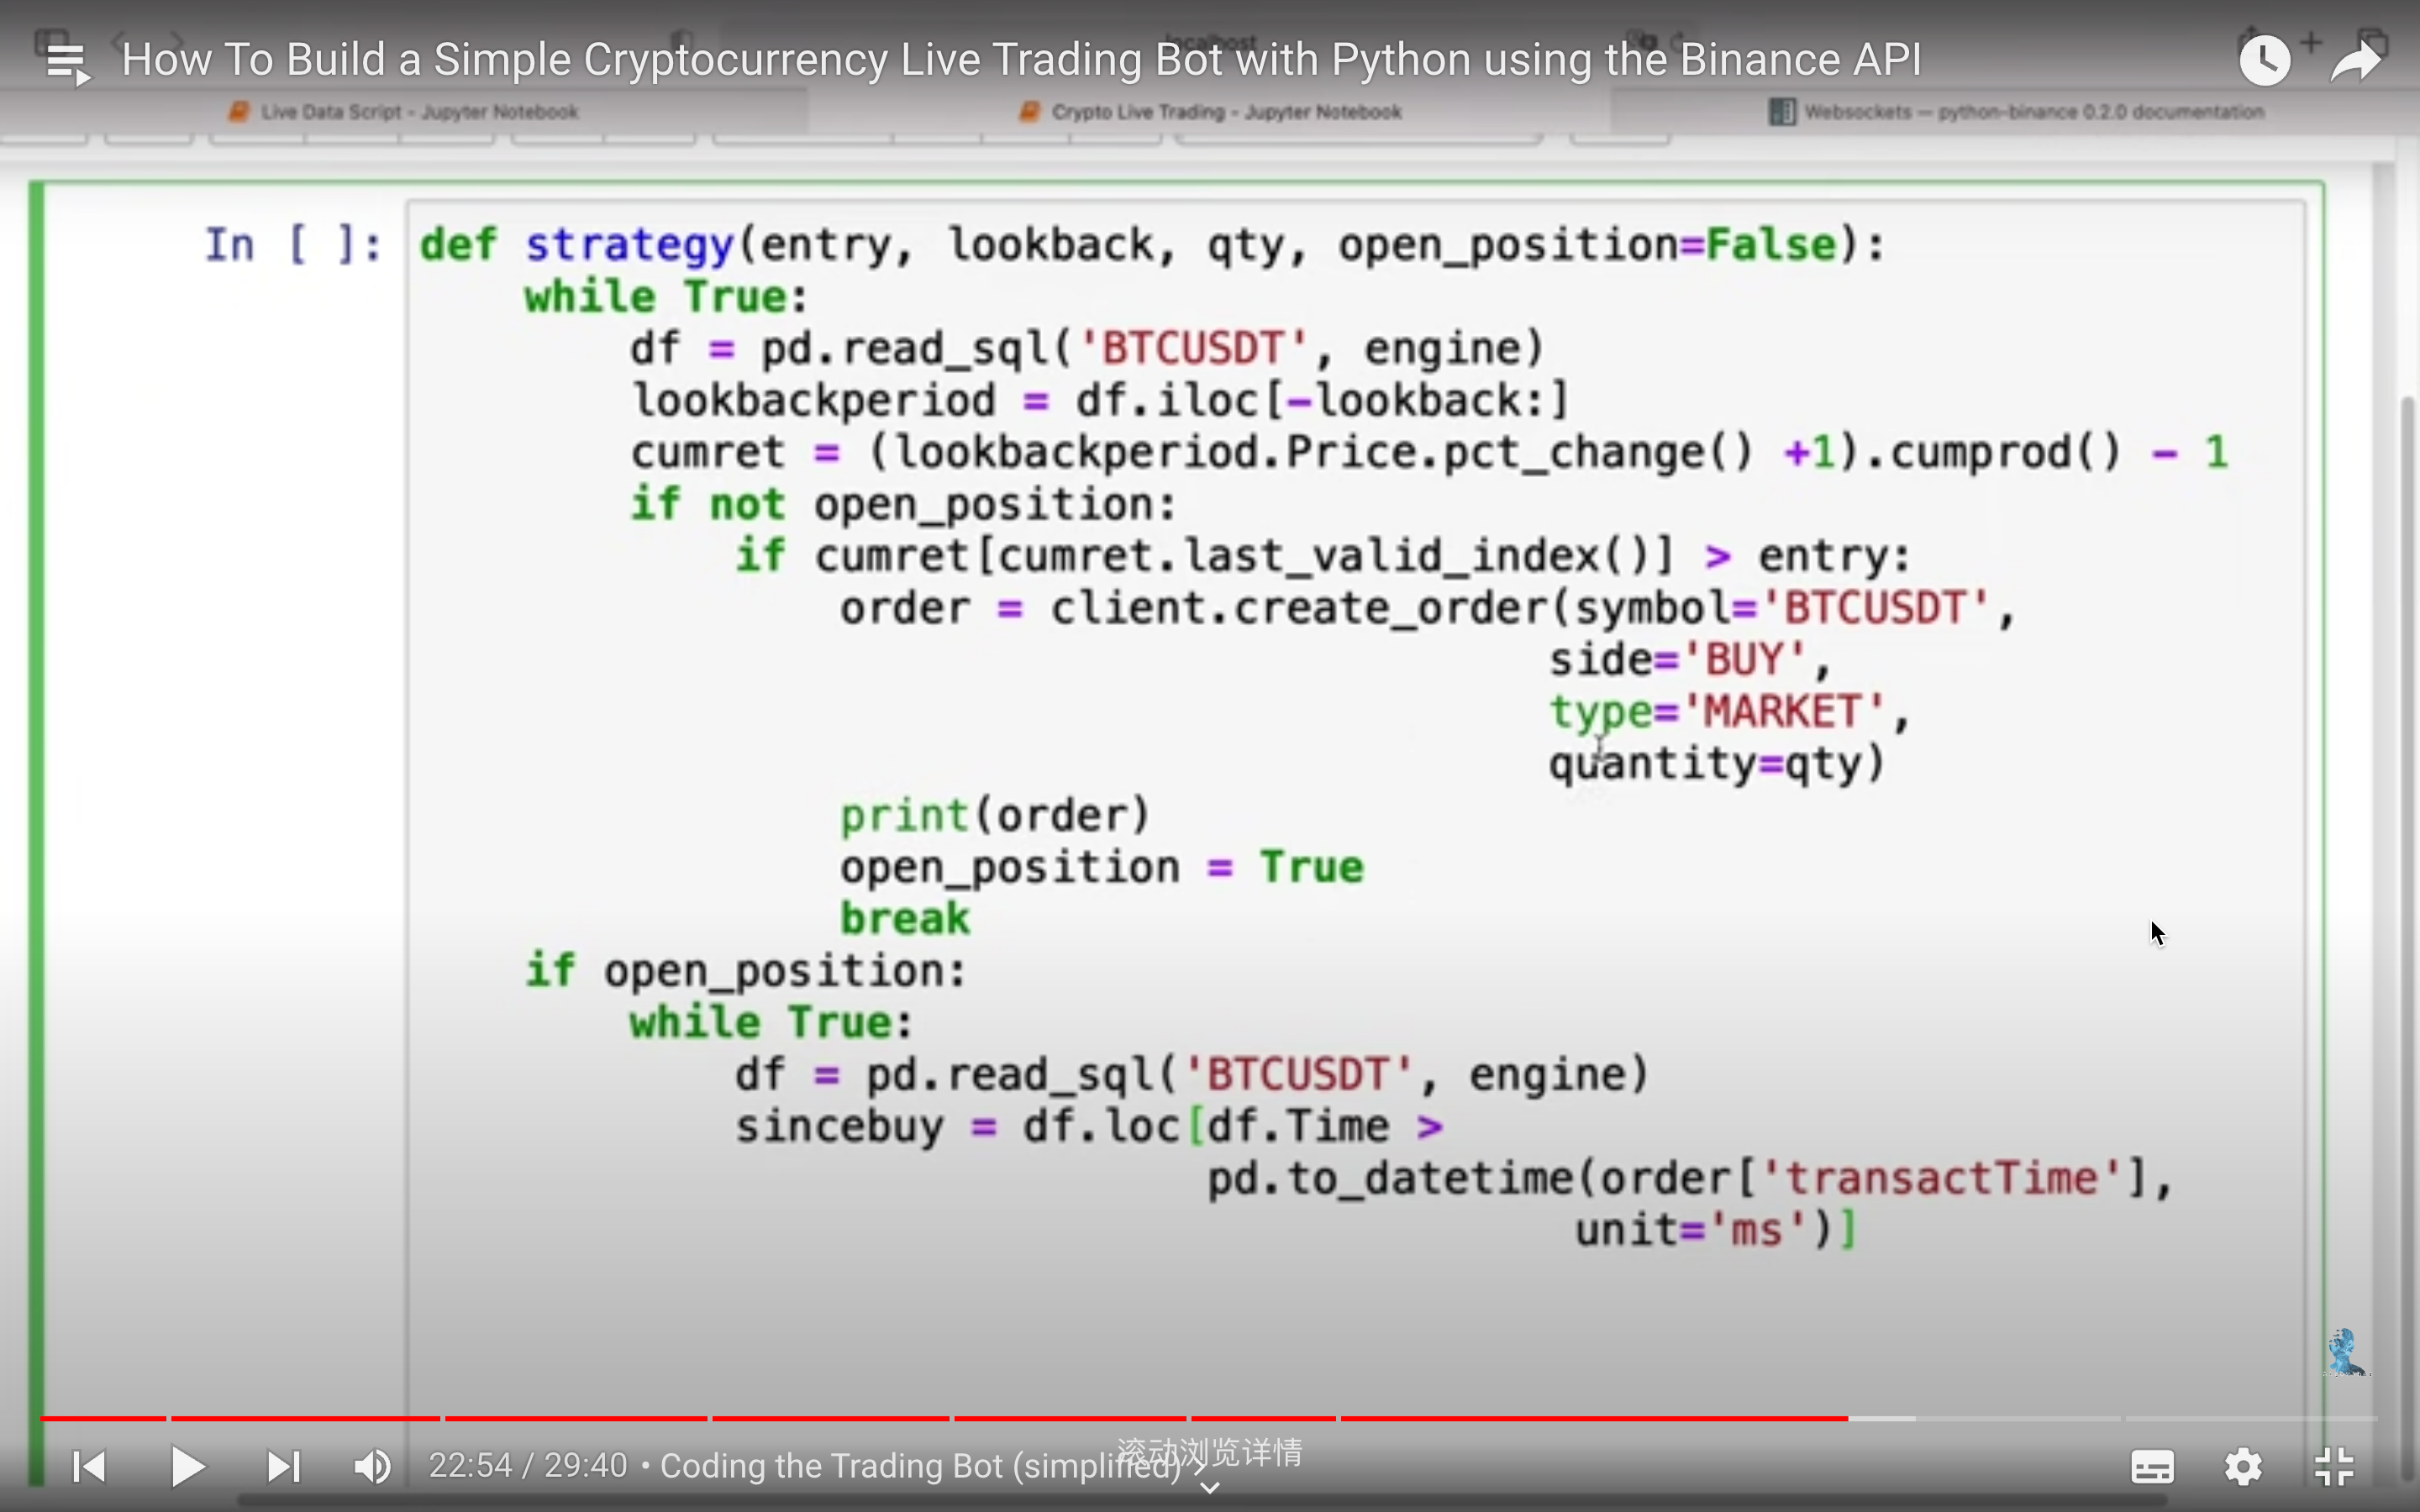 localhost
How To Build a Simple Cryptocurrency Live Trading Bot with Python using the Binance API
Live Data Script - Jupyter Notebook
Crypto Live Trading - Jupyter Notebook
Websockets — python-binance 0.2.0 documentation
In [ ]:
def strategy(entry, lookback, qty, open_position=False):
    while True:
        df = pd.read_sql('BTCUSDT', engine)
        lookbackperiod = df.iloc[-lookback:]
        cumret = (lookbackperiod.Price.pct_change() +1).cumprod() - 1
        if not open_position:
            if cumret[cumret.last_valid_index()] > entry:
                order = client.create_order(symbol='BTCUSDT',
                                           side='BUY',
                                           type='MARKET',
                                           quantity=qty)
                print(order)
                open_position = True
                break
    if open_position:
        while True:
            df = pd.read_sql('BTCUSDT', engine)
            sincebuy = df.loc[df.Time >
                              pd.to_datetime(order['transactTime'],
                                            unit='ms')]
22:54 / 29:40 • Coding the Trading Bot (simplified)
滚动浏览详情